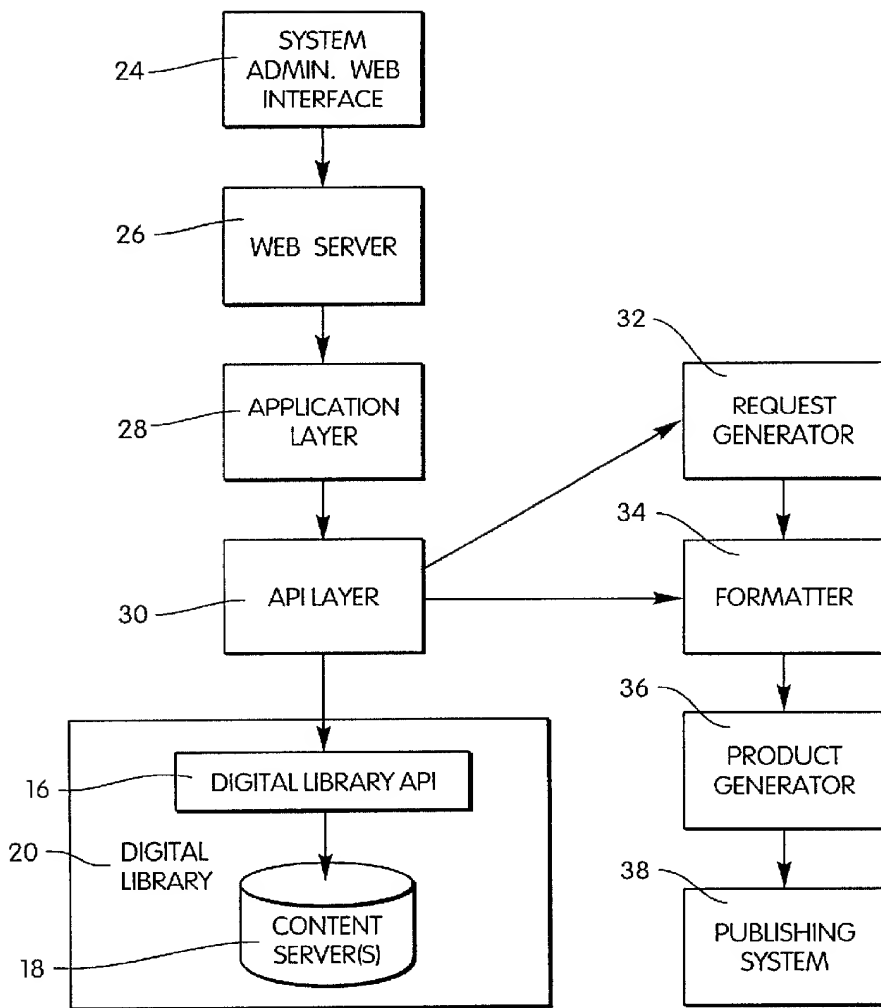 24
SYSTEM
ADMIN. WEB
INTERFACE
26
WEB SERVER
28
APPLICATION
LAYER
30
API LAYER
32
REQUEST
GENERATOR
34
FORMATTER
36
PRODUCT
GENERATOR
38
PUBLISHING
SYSTEM
16
DIGITAL LIBRARY API
20
DIGITAL
LIBRARY
18
CONTENT
SERVER(S)